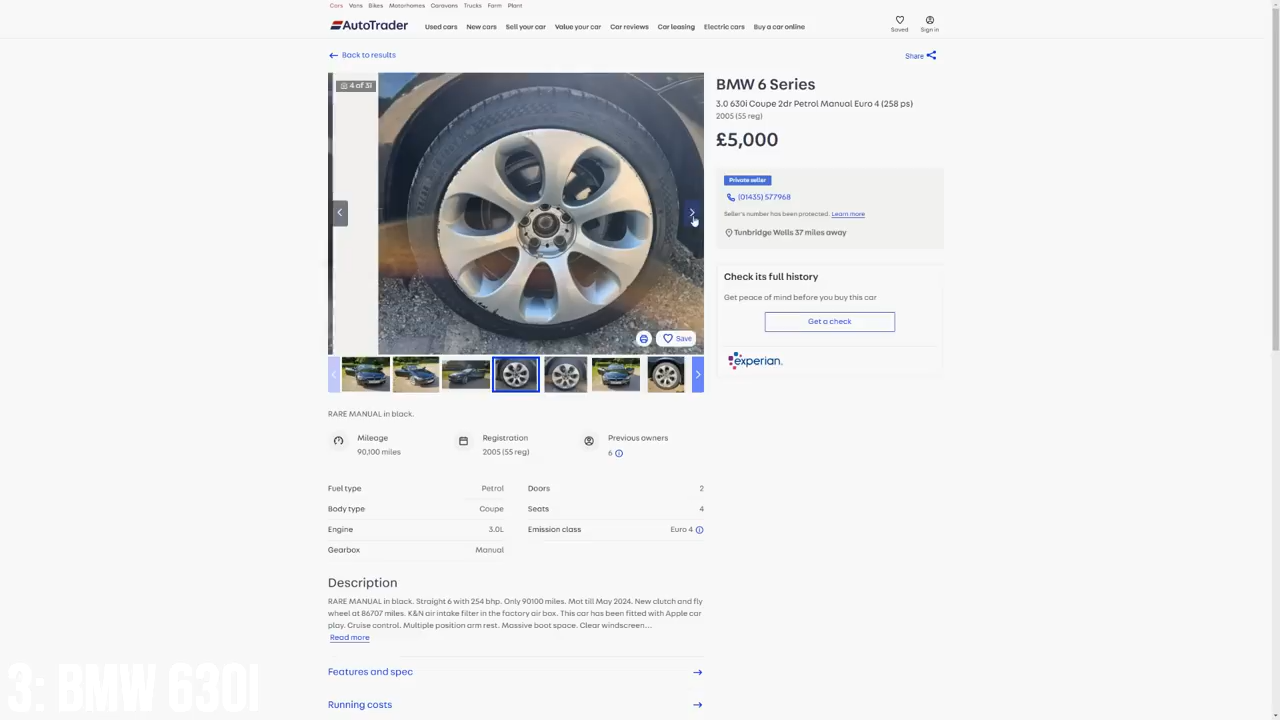 Cars Vans Bikes Motorhomes Caravans Trucks Farm Plant
AutoTrader
Used cars New cars Sell your car Value your car Car reviews Car leasing Electric cars Buy a car online
Saved
Sign in
Back to results
Share
4 of 31
Save
BMW 6 Series
3.0 630i Coupe 2dr Petrol Manual Euro 4 (258 ps)
2005 (55 reg)
£5,000
Private seller
(01435) 577968
Seller's number has been protected. Learn more
Tunbridge Wells 37 miles away
Check its full history
Get peace of mind before you buy this car
Get a check
experian.
RARE MANUAL in black.
Mileage
90,100 miles
Registration
2005 (55 reg)
Previous owners
6
Fuel type Petrol
Doors 2
Body type Coupe
Seats 4
Engine 3.0L
Emission class Euro 4
Gearbox Manual
Description
RARE MANUAL in black. Straight 6 with 254 bhp. Only 90100 miles. Mot till May 2024. New clutch and fly
wheel at 86707 miles. K&N air intake filter in the factory air box. This car has been fitted with Apple car
play. Cruise control. Multiple position arm rest. Massive boot space. Clear windscreen...
Read more
Features and spec
Running costs
3: BMW 630I